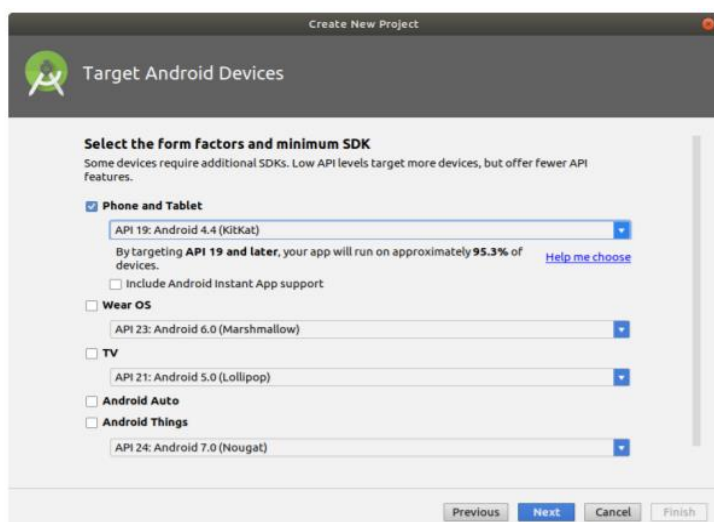 Create New Project
Target Android Devices
Select the form factors and minimum SDK
Some devices require additional SDKs. Low API levels target more devices, but offer fewer API
features.
Phone and Tablet
API 19: Android 4.4 (KitKat)
By targeting API 19 and later, your app will run on approximately 95.3% of
devices.
Help me choose
Include Android Instant App support
Wear OS
API 23: Android 6.0 (Marshmallow)
TV
API 21: Android 5.0 (Lollipop)
Android Auto
Android Things
API 24: Android 7.0 (Nougat)
Previous Next Cancel Finish